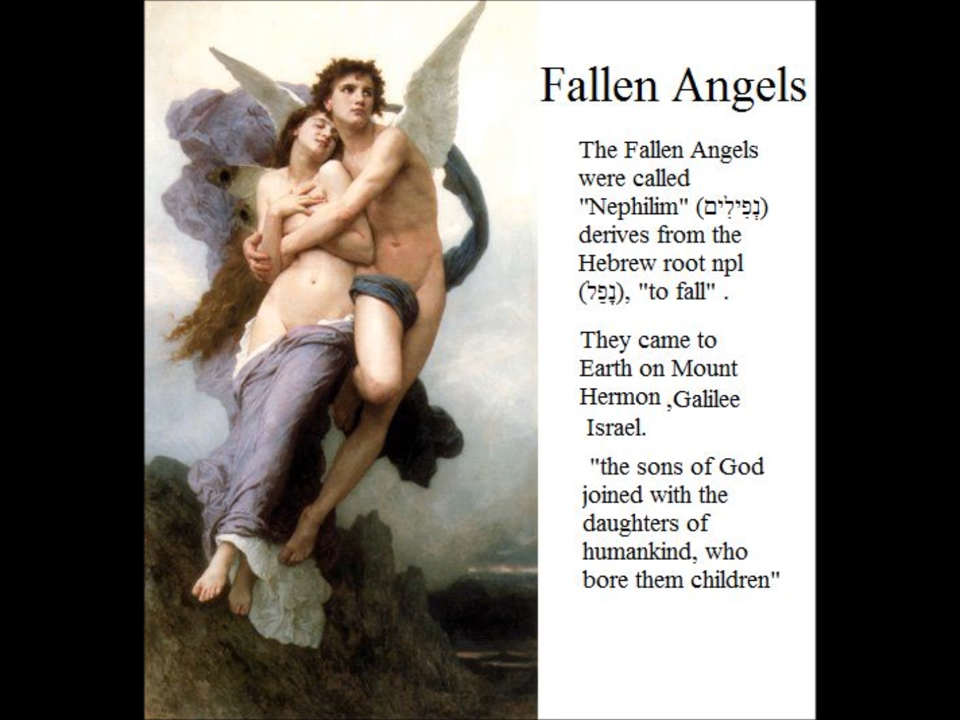 Fallen Angels
The Fallen Angels
were called
"Nephilim" (נְפִילִים)
derives from the
Hebrew root npl
(נָפַל), "to fall" .
They came to
Earth on Mount
Hermon ,Galilee
Israel.
"the sons of God
joined with the
daughters of
humankind, who
bore them children"